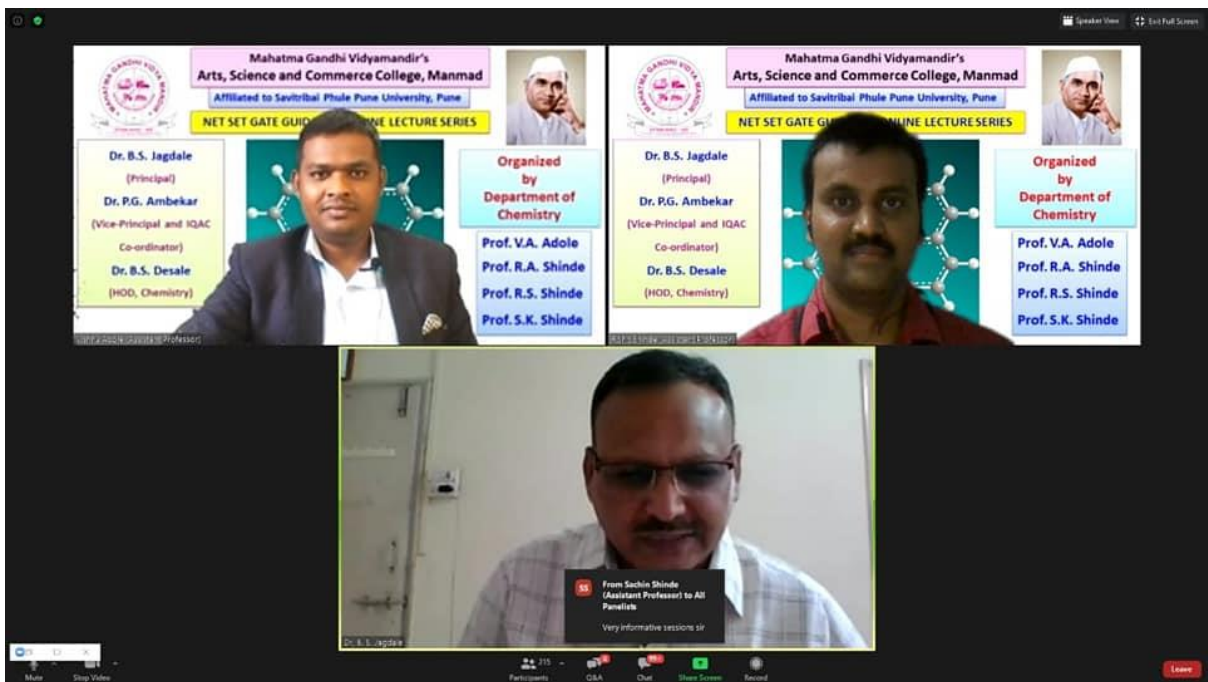 Speaker View
Exit Full Screen
Mahatma Gandhi Vidyamandir's
Arts, Science and Commerce College, Manmad
Affiliated to Savitribai Phule Pune University, Pune
NET SET GATE GUID NE LECTURE SERIES
Dr. B.S. Jagdale
(Principal)
Dr. P.G. Ambekar
(Vice-Principal and IQAC
Co-ordinator)
Dr. B.S. Desale
(HOD, Chemistry)
Organized
by
Department of
Chemistry
Prof. V.A. Adole
Prof. R.A. Shinde
Prof. R.S. Shinde
Prof. S.K. Shinde
(Assistant Professor)
Mahatma Gandhi Vidyamandir's
Arts, Science and Commerce College, Manmad
Affiliated to Savitribai Phule Pune University, Pune
NET SET GATE GU NLINE LECTURE SERIES
Dr. B.S. Jagdale
(Principal)
Dr. P.G. Ambekar
(Vice-Principal and IQAC
Co-ordinator)
Dr. B.S. Desale
(HOD, Chemistry)
Organized
by
Department of
Chemistry
Prof. V.A. Adole
Prof. R.A. Shinde
Prof. R.S. Shinde
Prof. S.K. Shinde
SS
From Sachin Shinde
(Assistant Professor) to All
Panelists
Very informative sessions sir
Dr. B. S. Jagdale
Mute
Stop Video
215
Participants
Q&A
99+
Chat
Share Screen
Record
Leave